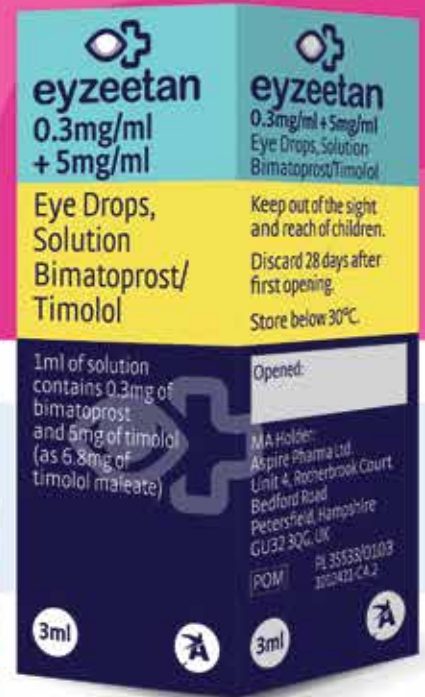 eyzeetan
0.3mg/ml
+ 5mg/ml
Eye Drops,
Solution
Bimatoprost/
Timolol
1ml of solution
contains 0.3mg of
bimatoprost
and 5mg of timolol
(as 6.8mg of
timolol maleate)
3ml
A
eyzeetan
0.3mg/ml + 5mg/ml
Eye Drops, Solution
Bimatoprost/Timolol
Keep out of the sight
and reach of children.
Discard 28 days after
first opening.
Store below 30°C.
Opened:
MA Holder:
Aspire Pharma Ltd
Unit 4, Rotherbrook Court
Bedford Road
Petersfield, Hampshire
GU32 3QG, UK
POM
PL 35533/0103
3ml
A